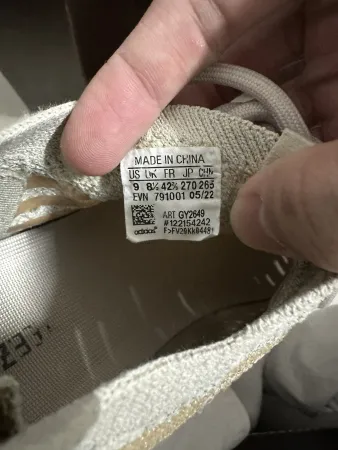 MADE IN CHINA
US UK FR JP CHN
9 8½ 42⅔ 270 265
EVN 791001 05/22
ART GY2649
#122154242
adidas